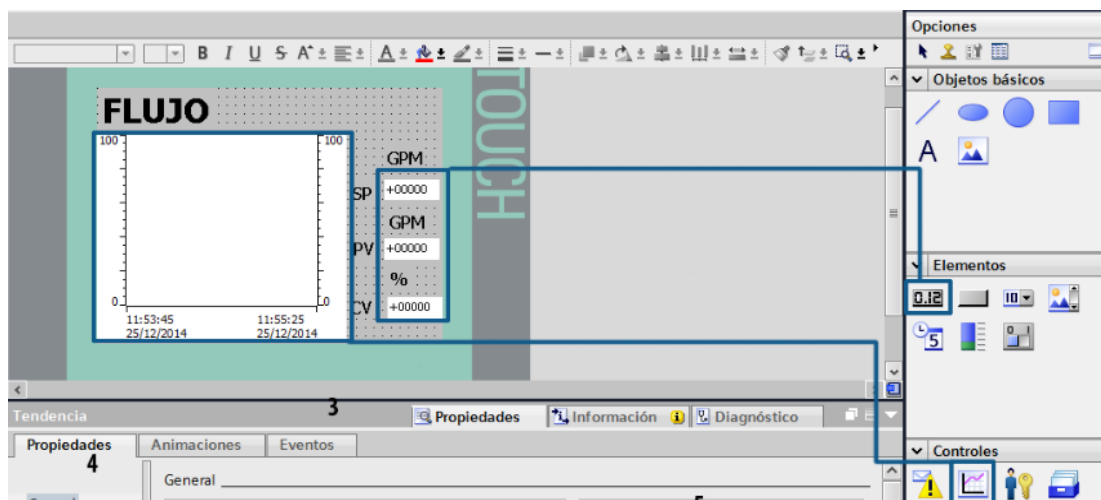 Opciones
B I U S A A
Objetos básicos
A
TOUCH
FLUJO
100
100
0
0
11:53:45
25/12/2014
11:55:25
25/12/2014
GPM
SP +00000
GPM
PV +00000
%
CV +00000
Elementos
0.12
10
5
Tendencia
3
Propiedades
Información
Diagnóstico
Propiedades
Animaciones
Eventos
4
General
Controles